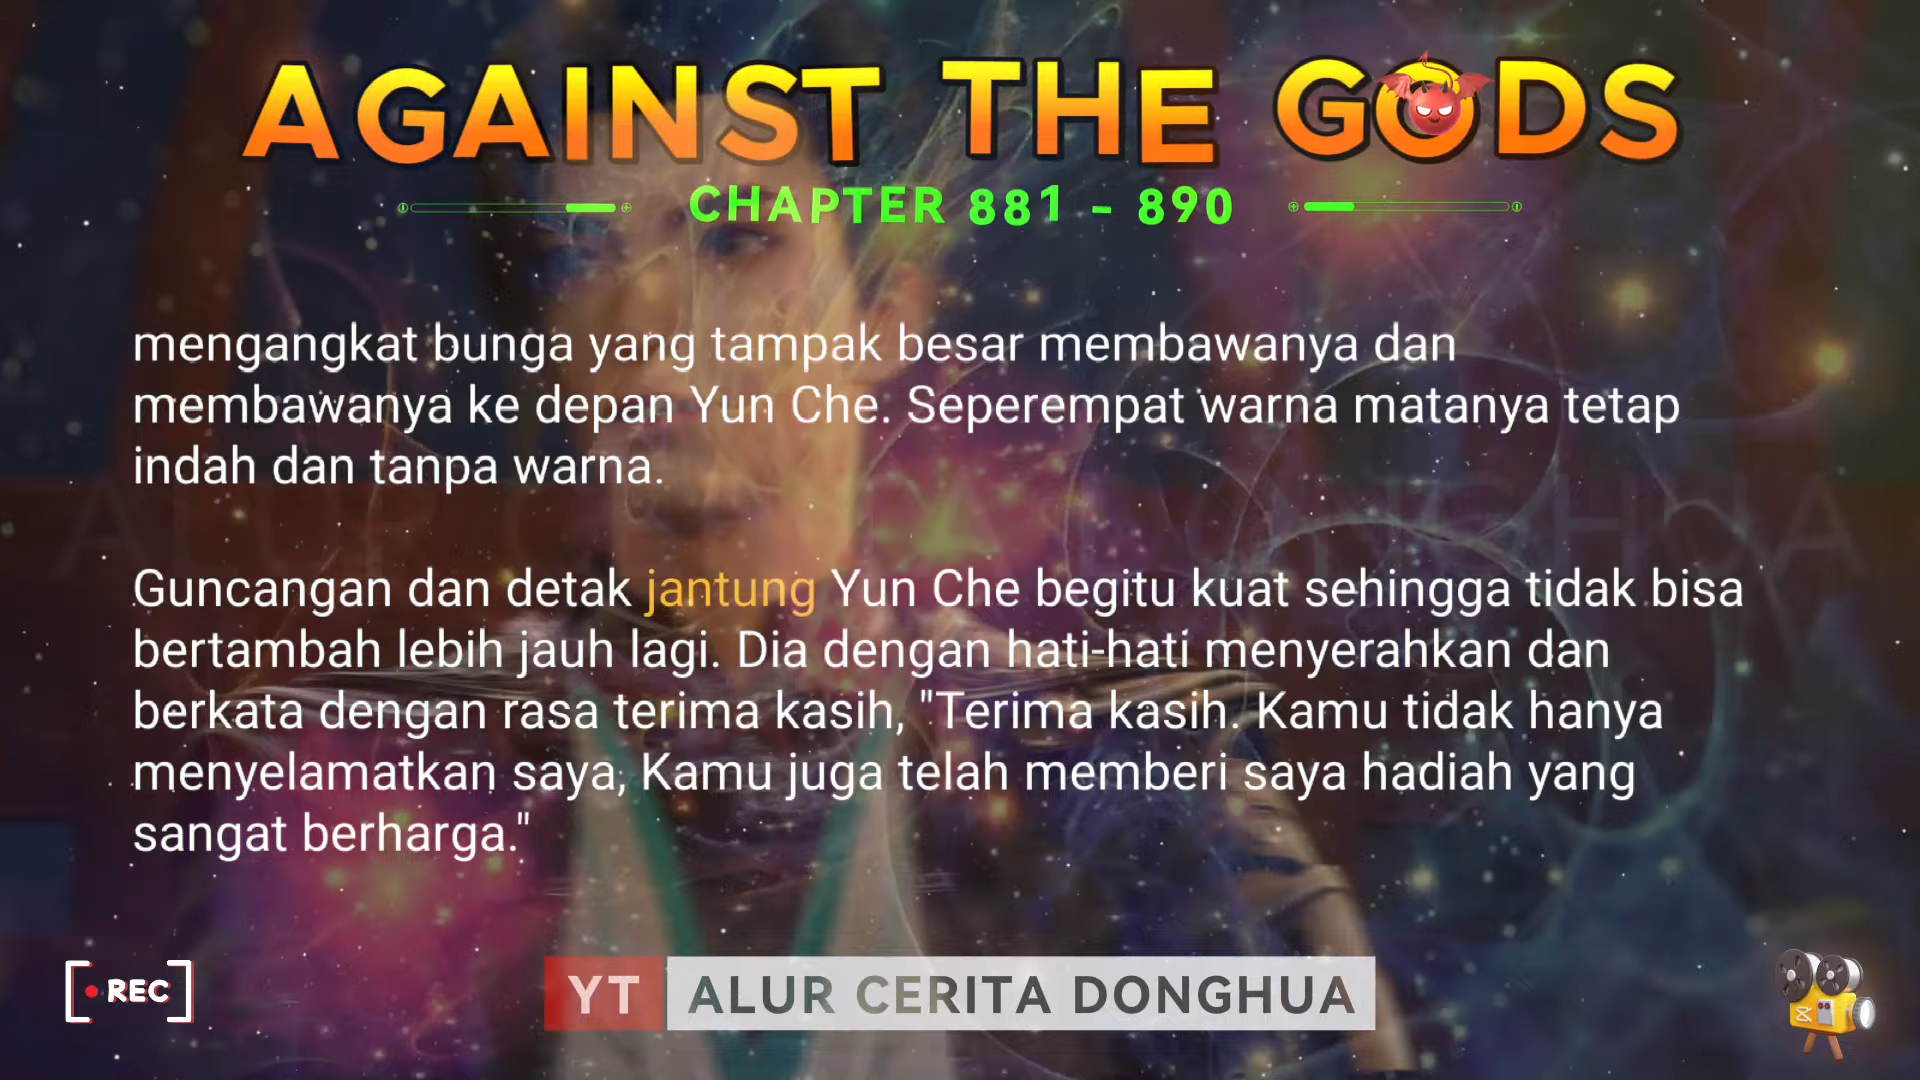 AGAINST THE GODS
CHAPTER 881 - 890
mengangkat bunga yang tampak besar membawanya dan
membawanya ke depan Yun Che. Seperempat warna matanya tetap
indah dan tanpa warna.
Guncangan dan detak jantung Yun Che begitu kuat sehingga tidak bisa
bertambah lebih jauh lagi. Dia dengan hati-hati menyerahkan dan
berkata dengan rasa terima kasih, "Terima kasih. Kamu tidak hanya
menyelamatkan saya, Kamu juga telah memberi saya hadiah yang
sangat berharga."
ALUR CERITA DONGHUA
REC
YT ALUR CERITA DONGHUA